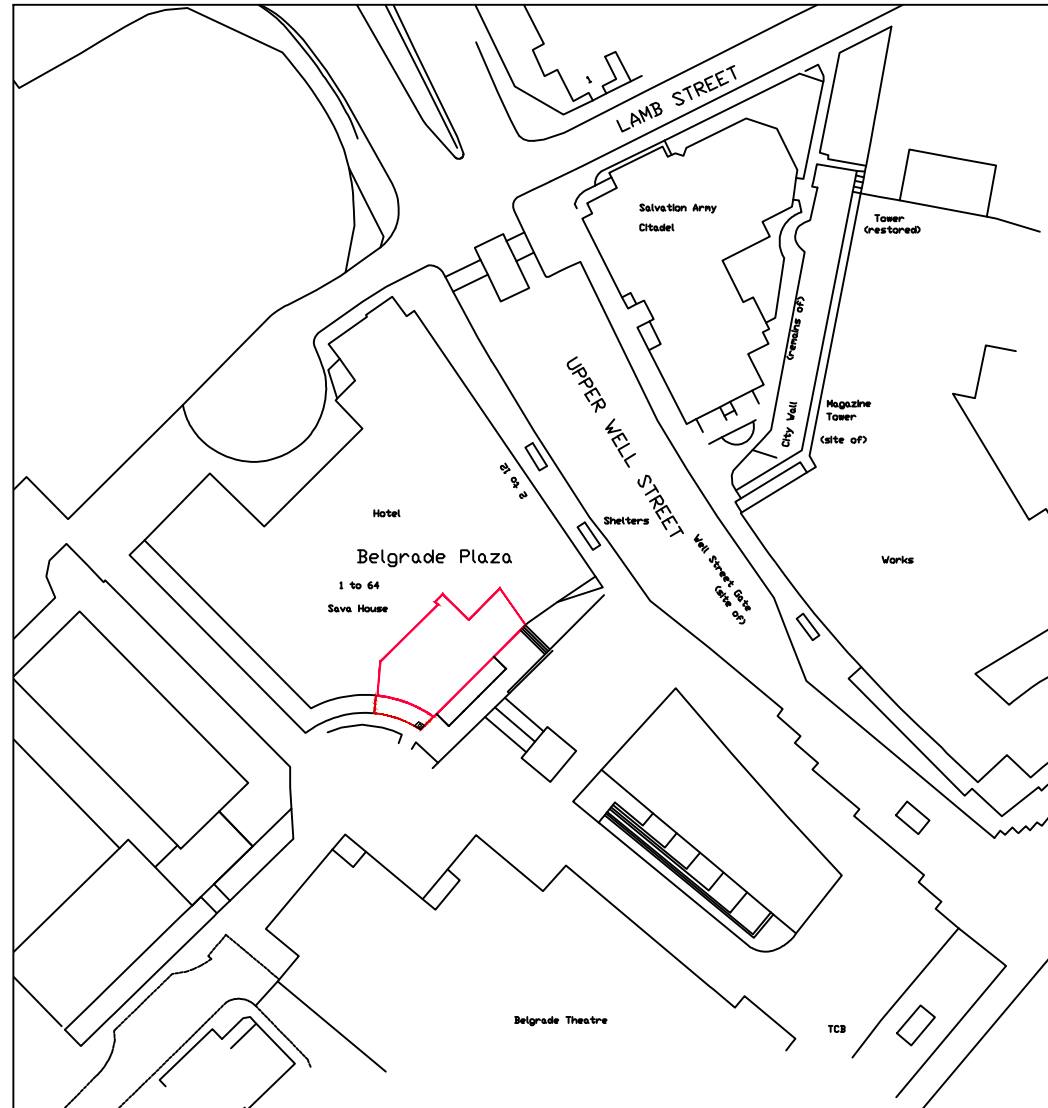 1
LAMB STREET
Salvation Army
Citadel
Tower
(restored)
UPPER WELL STREET
City Wall
(remains of)
Magazine
Tower
(site of)
2 to 12
Hotel
Shelters
Well Street Gate
(site of)
Works
Belgrade Plaza
1 to 64
Sava House
Belgrade Theatre
TCB